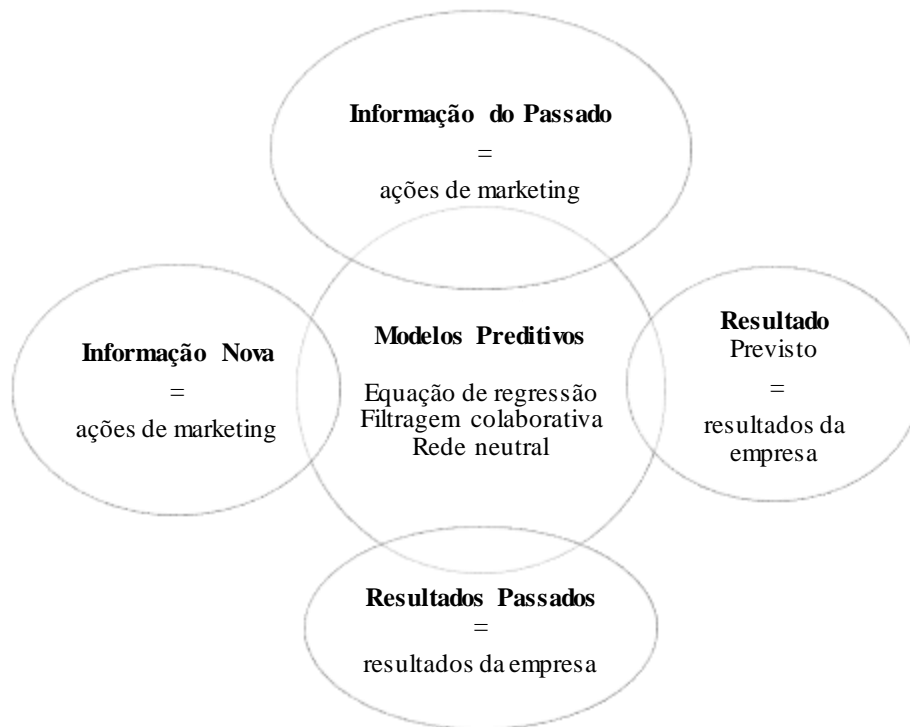 Informação do Passado
=
ações de marketing
Informação Nova
=
ações de marketing
Modelos Preditivos
Equação de regressão
Filtragem colaborativa
Rede neutral
Resultado
Previsto
=
resultados da
empresa
Resultados Passados
=
resultados da empresa